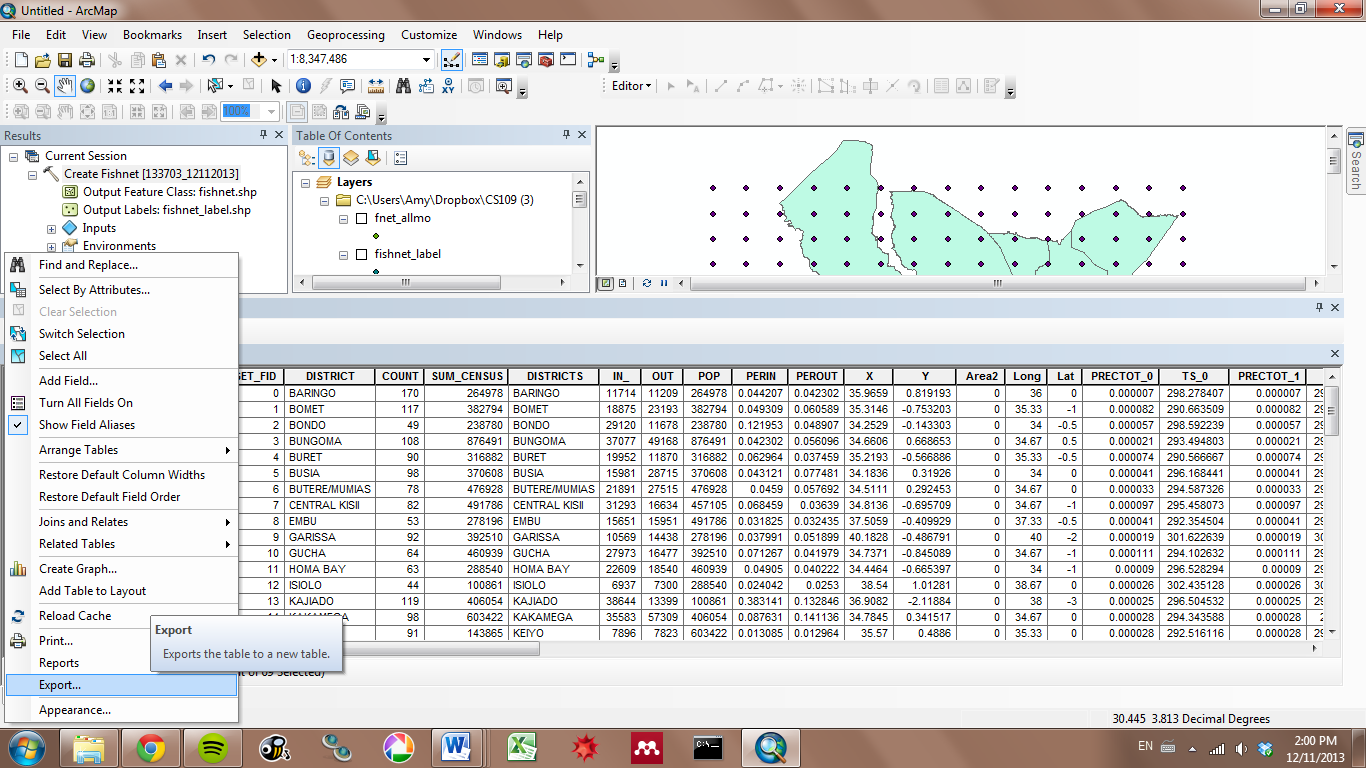 Untitled - ArcMap
File Edit View Bookmarks Insert Selection Geoprocessing Customize Windows Help
1:8,347,486
Editor
100%
Results
Current Session
Create Fishnet [133703_12112013]
Output Feature Class: fishnet.shp
Output Labels: fishnet_label.shp
Inputs
Environments
Table Of Contents
Layers
C:\Users\Amy\Dropbox\CS109 (3)
fnet_allmo
fishnet_label
Search
Find and Replace...
Select By Attributes...
Clear Selection
Switch Selection
Select All
Add Field...
Turn All Fields On
Show Field Aliases
Arrange Tables
Restore Default Column Widths
Restore Default Field Order
Joins and Relates
Related Tables
Create Graph...
Add Table to Layout
Reload Cache
Print...
Reports
Export...
Appearance...
Export
Exports the table to a new table.
GET_FID DISTRICT COUNT SUM_CENSUS DISTRICTS IN_ OUT POP PERIN PEROUT X Y Area2 Long Lat PRECTOT_0 TS_0 PRECTOT_1
0 BARINGO 170 264978 BARINGO 11714 11209 264978 0.044207 0.042302 35.9659 0.819193 0 36 0 0.000007 298.278407 0.000007 29
1 BOMET 117 382794 BOMET 18875 23193 382794 0.049309 0.060589 35.3146 -0.753203 0 35.33 -1 0.000082 290.663509 0.000082 29
2 BONDO 49 238780 BONDO 29120 11678 238780 0.121953 0.048907 34.2529 -0.143303 0 34 -0.5 0.000057 298.592239 0.000057 29
3 BUNGOMA 108 876491 BUNGOMA 37077 49168 876491 0.042302 0.056096 34.6606 0.668653 0 34.67 0.5 0.000021 293.494803 0.000021 29
4 BURET 90 316882 BURET 19952 11870 316882 0.062964 0.037459 35.2193 -0.566886 0 34.67 -0.5 0.000074 290.566667 0.000074 29
5 BUSIA 98 370608 BUSIA 15981 28715 370608 0.043121 0.077481 34.1836 0.31926 0 34 0 0.000041 296.168441 0.000041 29
6 BUTERE/MUMIAS 78 476928 BUTERE/MUMIAS 21891 27515 476928 0.0459 0.057692 34.5111 0.292453 0 34.67 0 0.000033 294.587326 0.000033 29
7 CENTRAL KISII 82 491786 CENTRAL KISII 31293 16634 457105 0.068459 0.03639 34.8136 -0.695709 0 34.67 -1 0.000097 295.458073 0.000097 29
8 EMBU 53 278196 EMBU 15651 15951 491786 0.031825 0.032435 37.5059 -0.409929 0 37.33 -0.5 0.000041 292.354504 0.000041 29
9 GARISSA 92 392510 GARISSA 10569 14438 278196 0.037991 0.051899 40.1828 -0.486791 0 40 -2 0.000019 301.622639 0.000019 30
10 GUCHA 64 460939 GUCHA 27973 16477 392510 0.071267 0.041979 34.7371 -0.845089 0 34.67 -1 0.000111 294.102632 0.000111 29
11 HOMA BAY 63 288540 HOMA BAY 22609 18540 460939 0.04905 0.040222 34.4464 -0.665397 0 34 -1 0.00009 296.528294 0.00009 29
12 ISIOLO 44 100861 ISIOLO 6937 7300 288540 0.024042 0.0253 38.54 1.01281 0 38.67 0 0.000026 302.435128 0.000026 30
13 KAJIADO 119 406054 KAJIADO 38644 13399 100861 0.383141 0.132846 36.9082 -2.11884 0 38 -3 0.000026 296.504532 0.000026 29
14 KAKAMEGA 98 603422 KAKAMEGA 35583 57309 406054 0.087631 0.141136 34.7845 0.341517 0 34.67 0 0.000026 294.343588 0.000026 2
91 143865 KEIYO 7896 7823 603422 0.013085 0.012964 35.57 0.4886 0 35.33 0 0.000028 292.516116 0.000028 29
of 69 Selected)
30.445 3.813 Decimal Degrees
EN
2:00 PM
12/11/2013